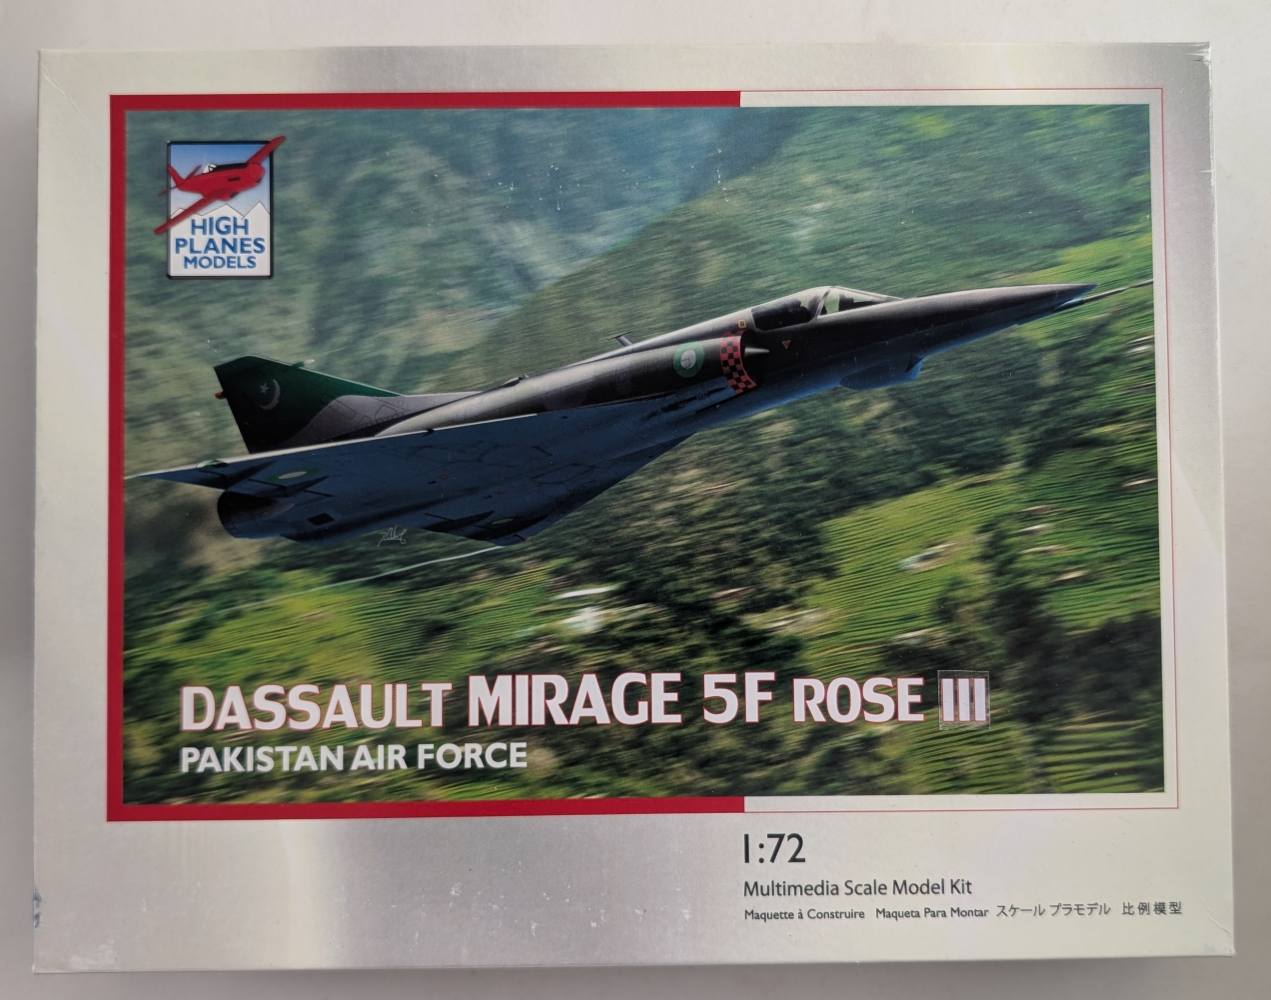 HIGH
PLANES
MODELS
DASSAULT MIRAGE 5F ROSE III
PAKISTAN AIR FORCE
1:72
Multimedia Scale Model Kit
Maquette à Construire Maqueta Para Montar スケール プラモデル 比例模型